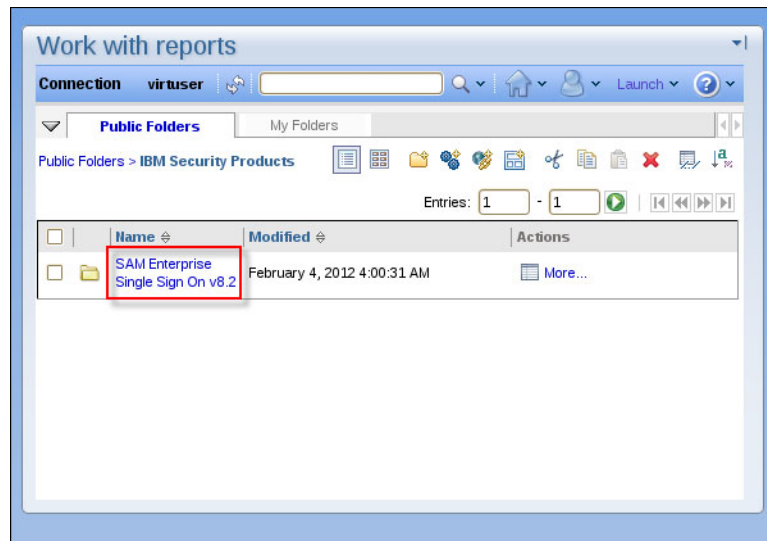 Work with reports
Connection virtuser Launch
Public Folders My Folders
Public Folders > IBM Security Products
Entries: 1 - 1
Name Modified Actions
SAM Enterprise
Single Sign On v8.2
February 4, 2012 4:00:31 AM More...